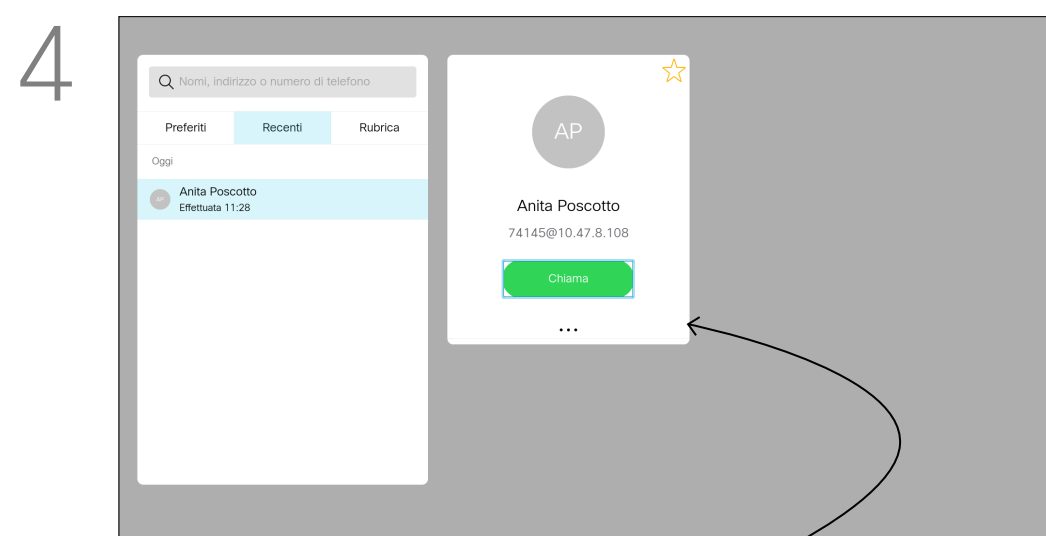 4
Nomi, indirizzo o numero di telefono
Preferiti Recenti Rubrica
Oggi
AP
Anita Poscotto
Effettuata 11:28
AP
Anita Poscotto
74145@10.47.8.108
Chiama
...